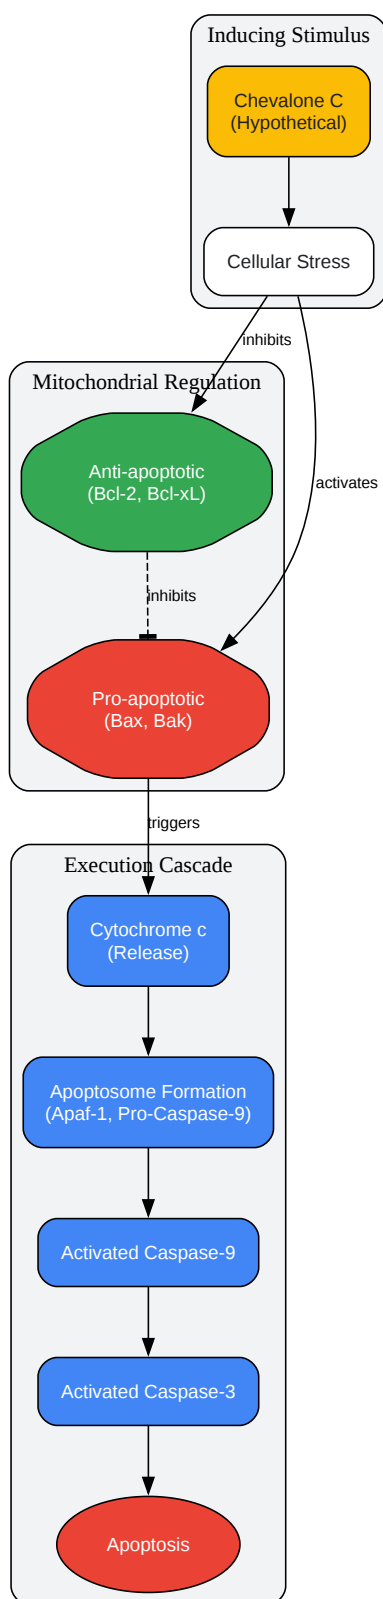 Inducing Stimulus
Chevalone C
(Hypothetical)
Cellular Stress
inhibits
Mitochondrial Regulation
Anti-apoptotic
(Bcl-2, Bcl-xL)
activates
inhibits
Pro-apoptotic
(Bax, Bak)
triggers
Execution Cascade
Cytochrome c
(Release)
Apoptosome Formation
(Apaf-1, Pro-Caspase-9)
Activated Caspase-9
Activated Caspase-3
Apoptosis